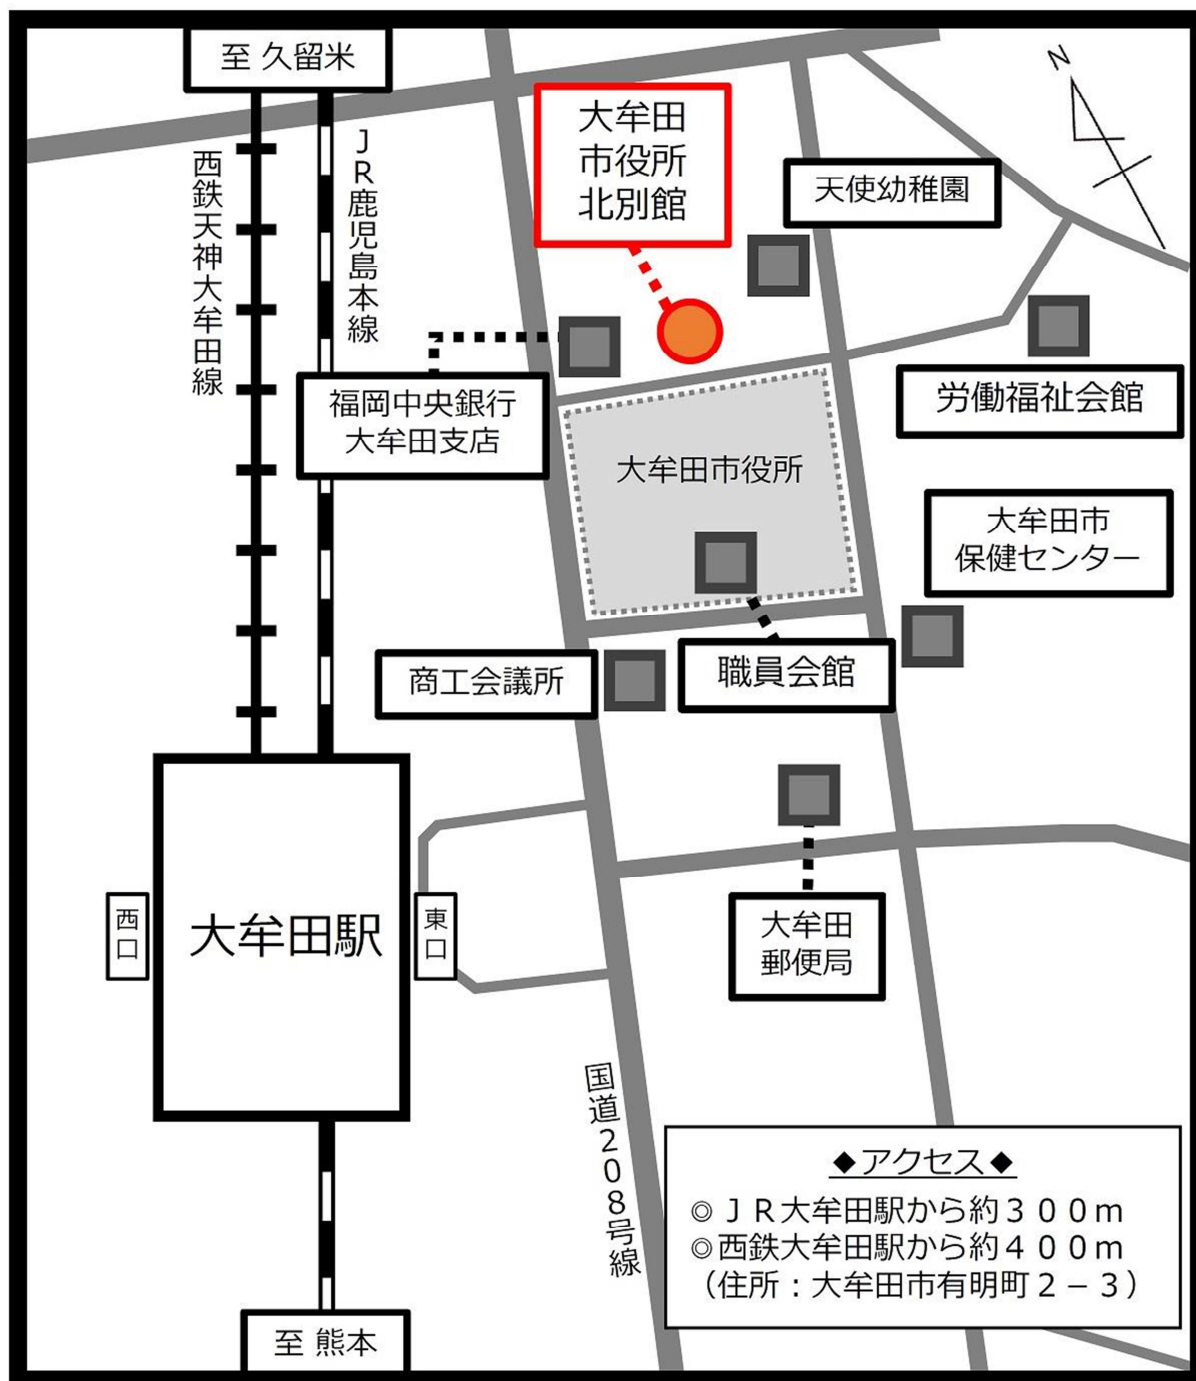 至 久留米
N
西鉄天神大牟田線
ＪＲ鹿児島本線
大牟田
市役所
北別館
天使幼稚園
福岡中央銀行
大牟田支店
労働福祉会館
大牟田市役所
大牟田市
保健センター
商工会議所
職員会館
西口
大牟田駅
東口
大牟田
郵便局
国道２０８号線
◆アクセス◆
◎ＪＲ大牟田駅から約３００ｍ
◎西鉄大牟田駅から約４００ｍ
（住所：大牟田市有明町２－３）
至 熊本